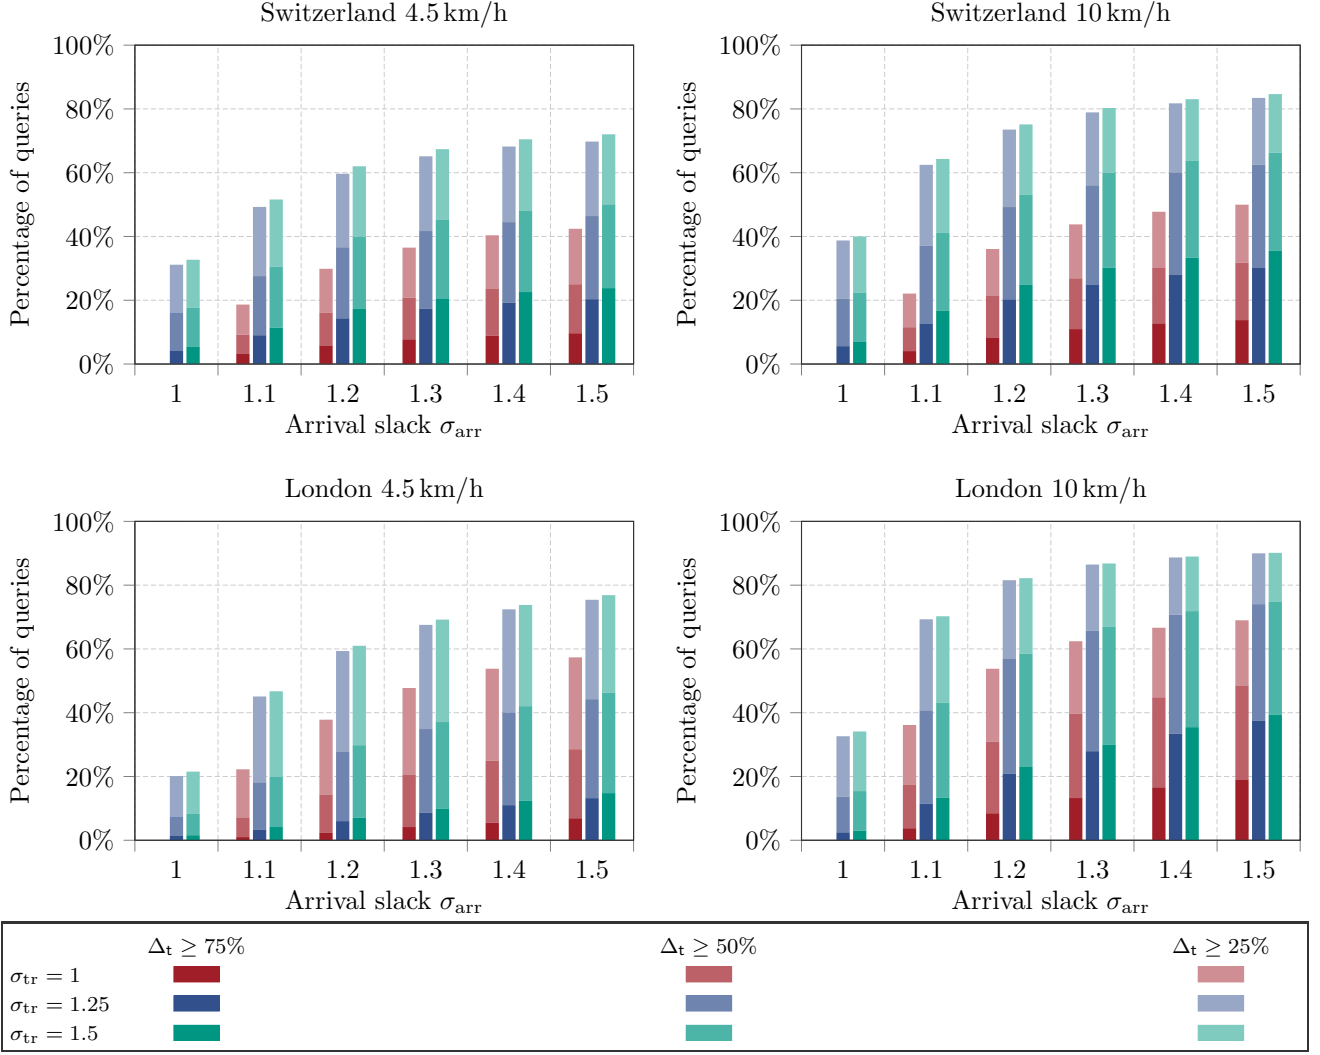 Switzerland 4.5 km/h
Percentage of queries
100%
80%
60%
40%
20%
0%
1 1.1 1.2 1.3 1.4 1.5
Arrival slack σarr
Switzerland 10 km/h
Percentage of queries
100%
80%
60%
40%
20%
0%
1 1.1 1.2 1.3 1.4 1.5
Arrival slack σarr
London 4.5 km/h
Percentage of queries
100%
80%
60%
40%
20%
0%
1 1.1 1.2 1.3 1.4 1.5
Arrival slack σarr
London 10 km/h
Percentage of queries
100%
80%
60%
40%
20%
0%
1 1.1 1.2 1.3 1.4 1.5
Arrival slack σarr
Δt ≥ 75% Δt ≥ 50% Δt ≥ 25%
σtr = 1
σtr = 1.25
σtr = 1.5